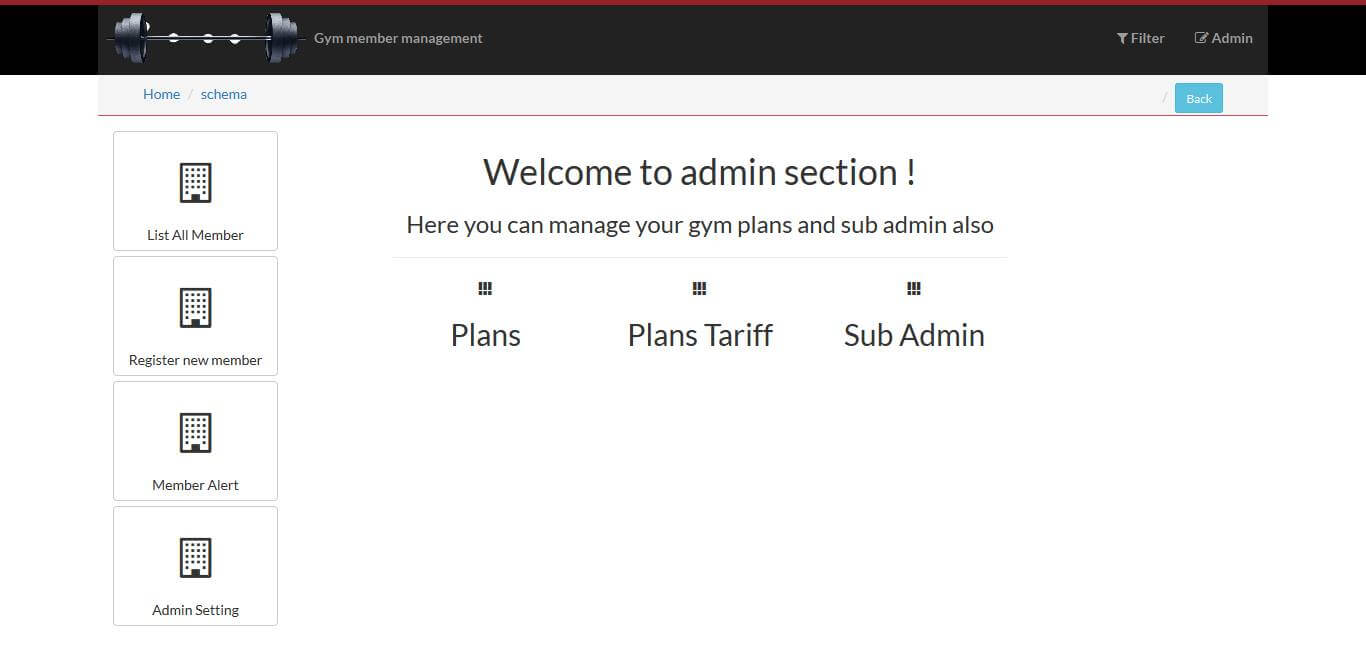 Gym member management
Filter
Admin
Home / schema
/ Back
List All Member
Register new member
Member Alert
Admin Setting
Welcome to admin section !
Here you can manage your gym plans and sub admin also
Plans
Plans Tariff
Sub Admin